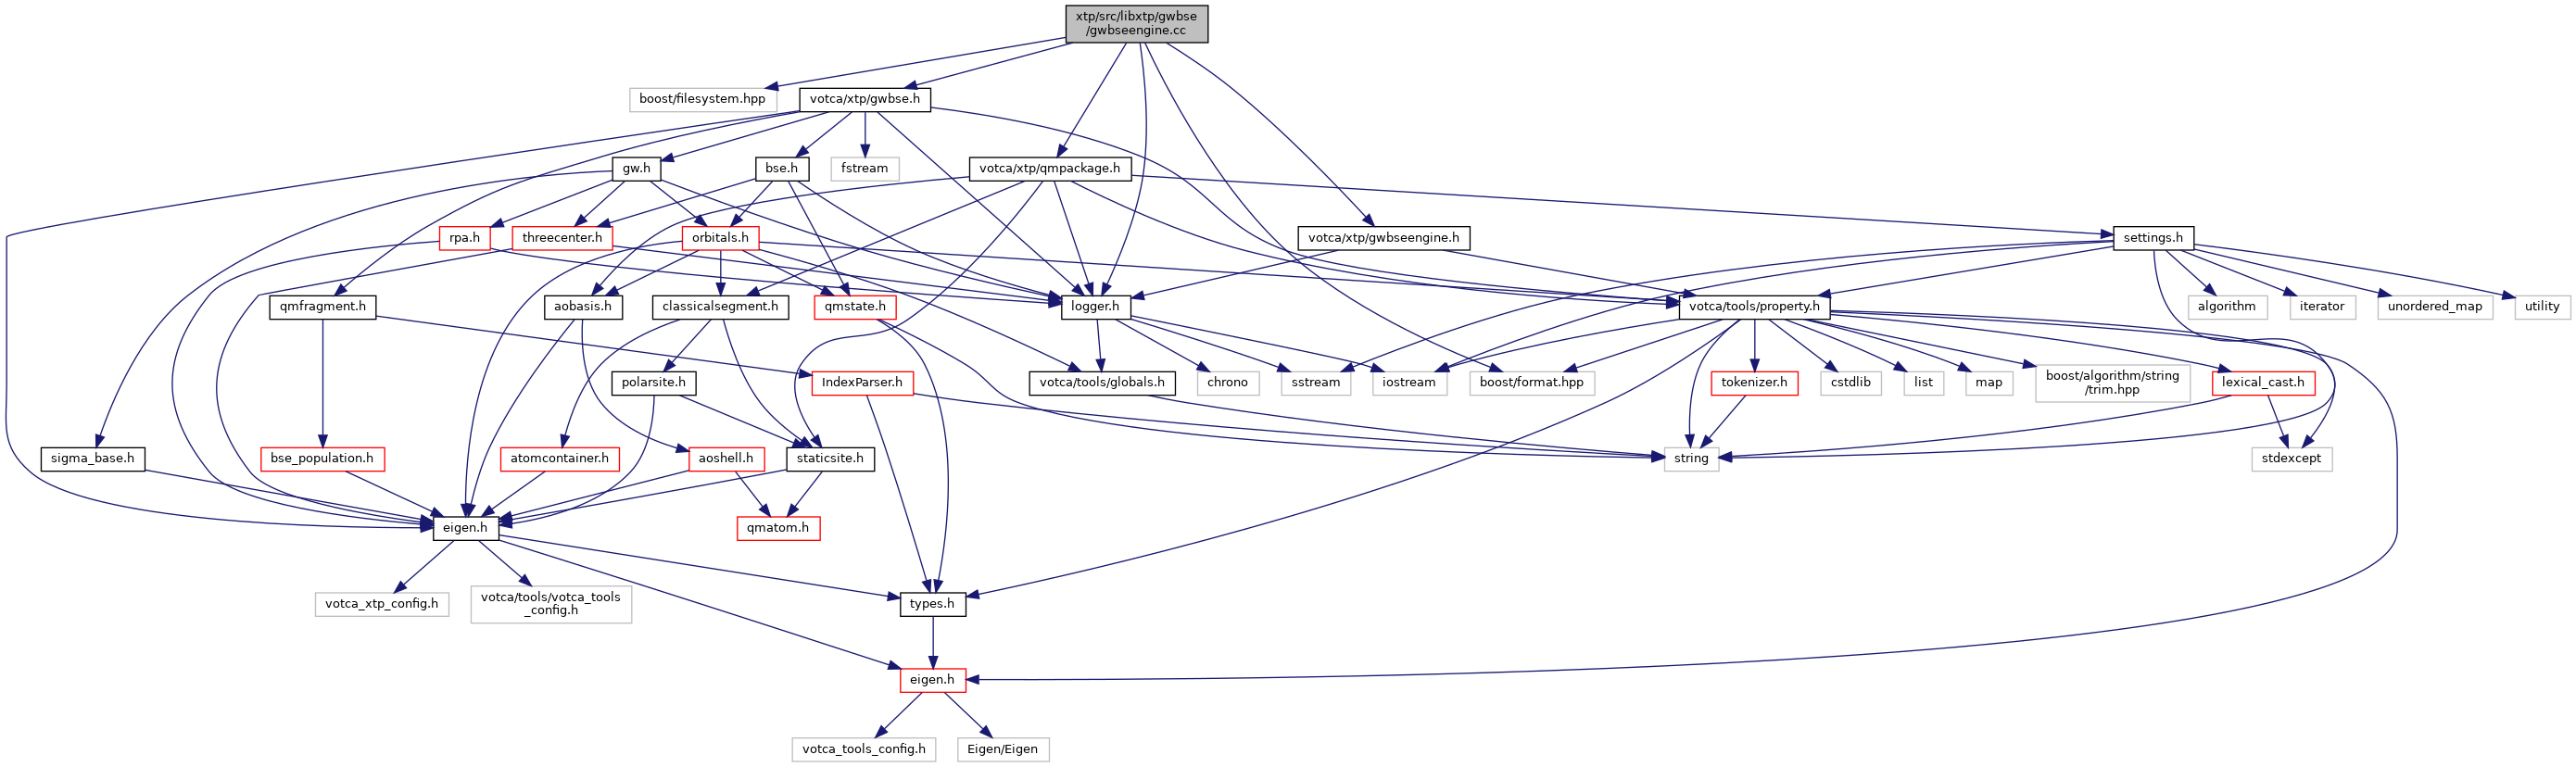 xtp/src/libxtp/gwbse
/gwbseengine.cc
boost/filesystem.hpp
votca/xtp/gwbse.h
gw.h
bse.h
fstream
votca/xtp/qmpackage.h
rpa.h
threecenter.h
orbitals.h
votca/xtp/gwbseengine.h
settings.h
qmfragment.h
aobasis.h
classicalsegment.h
qmstate.h
logger.h
votca/tools/property.h
algorithm
iterator
unordered_map
utility
polarsite.h
IndexParser.h
votca/tools/globals.h
chrono
sstream
iostream
boost/format.hpp
tokenizer.h
cstdlib
list
map
boost/algorithm/string
/trim.hpp
lexical_cast.h
sigma_base.h
bse_population.h
atomcontainer.h
aoshell.h
staticsite.h
string
stdexcept
eigen.h
qmatom.h
votca_xtp_config.h
votca/tools/votca_tools
_config.h
types.h
eigen.h
votca_tools_config.h
Eigen/Eigen